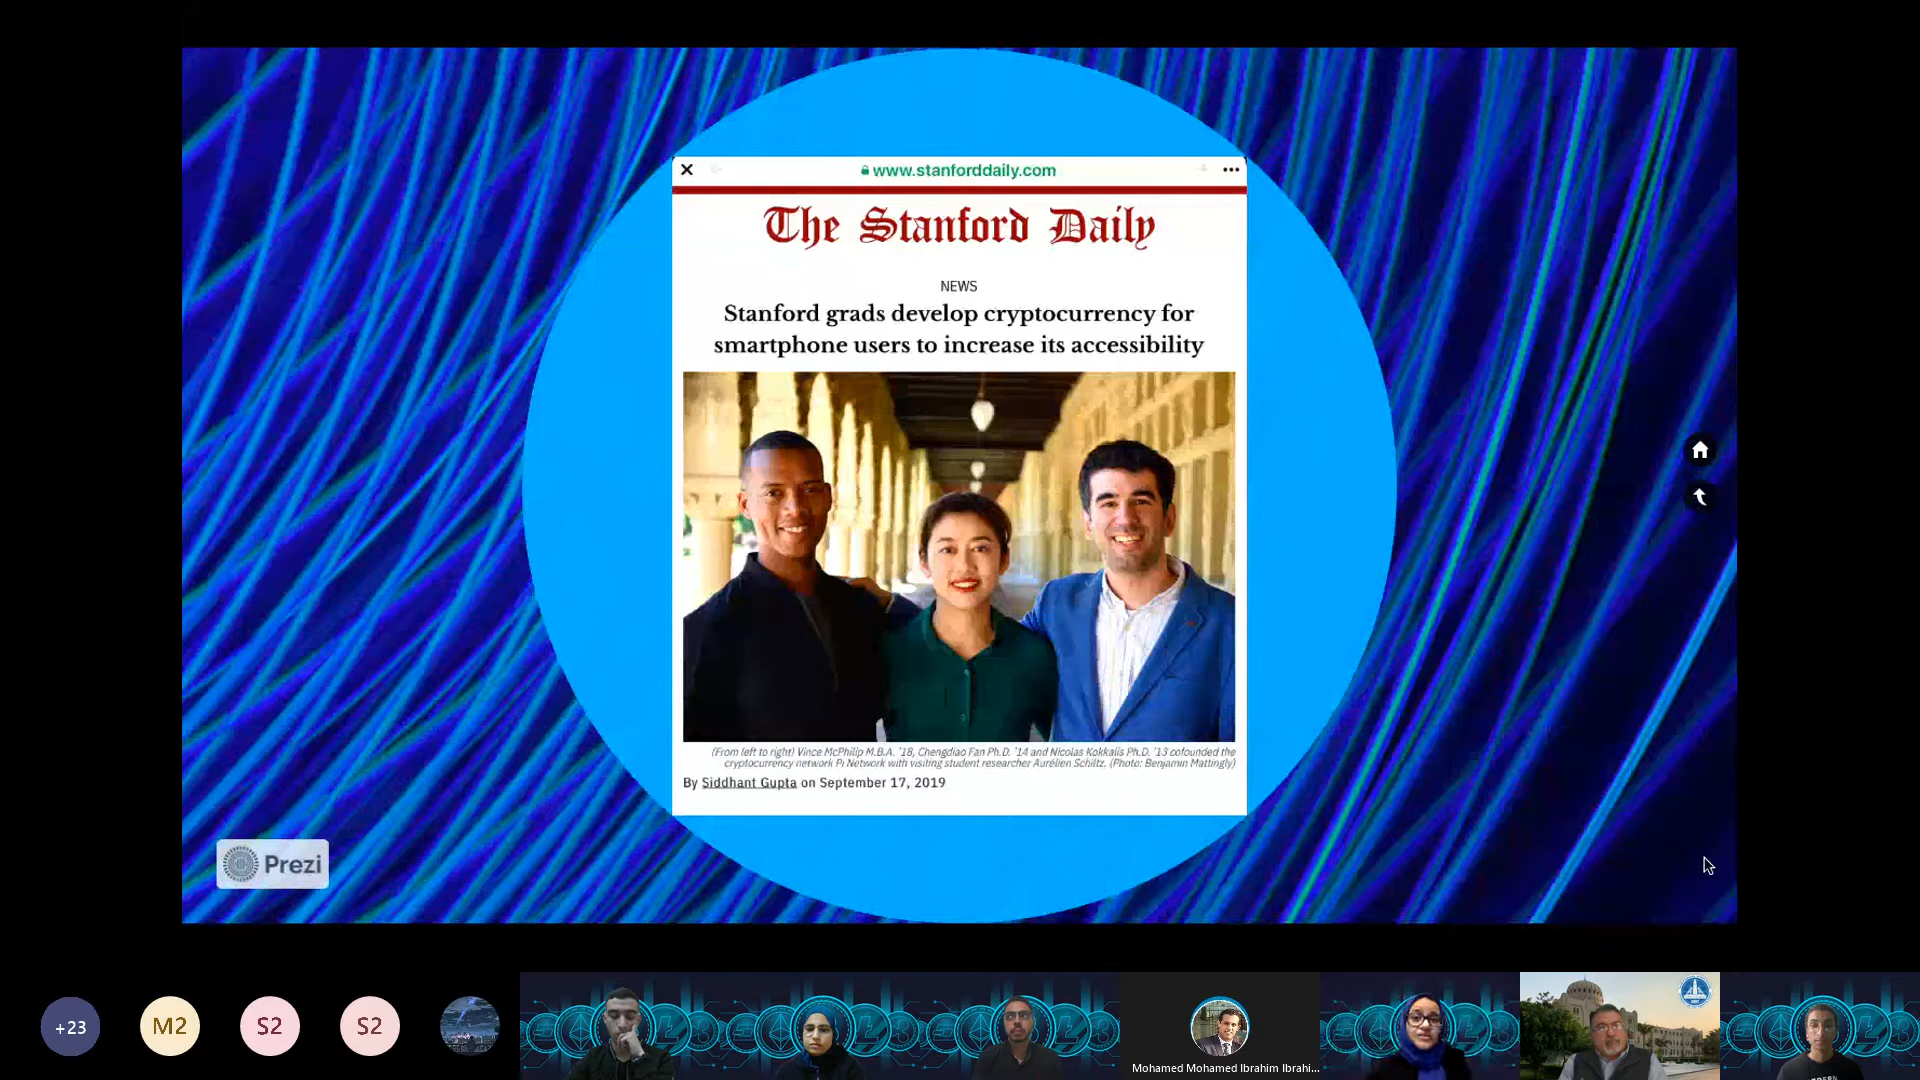 www.stanforddaily.com
The Stanford Daily
NEWS
Stanford grads develop cryptocurrency for
smartphone users to increase its accessibility
(From left to right) Vince McPhilip M.B.A. '18, Chengdiao Fan Ph.D. '14 and Nicolas Kokkalis Ph.D. '13 cofounded the
cryptocurrency network Pi Network with visiting student researcher Aurélien Schiltz. (Photo: Benjamin Mattingly)
By Siddhant Gupta on September 17, 2019
Prezi
+23
M2
S2
S2
Mohamed Mohamed Ibrahim Ibrahi...